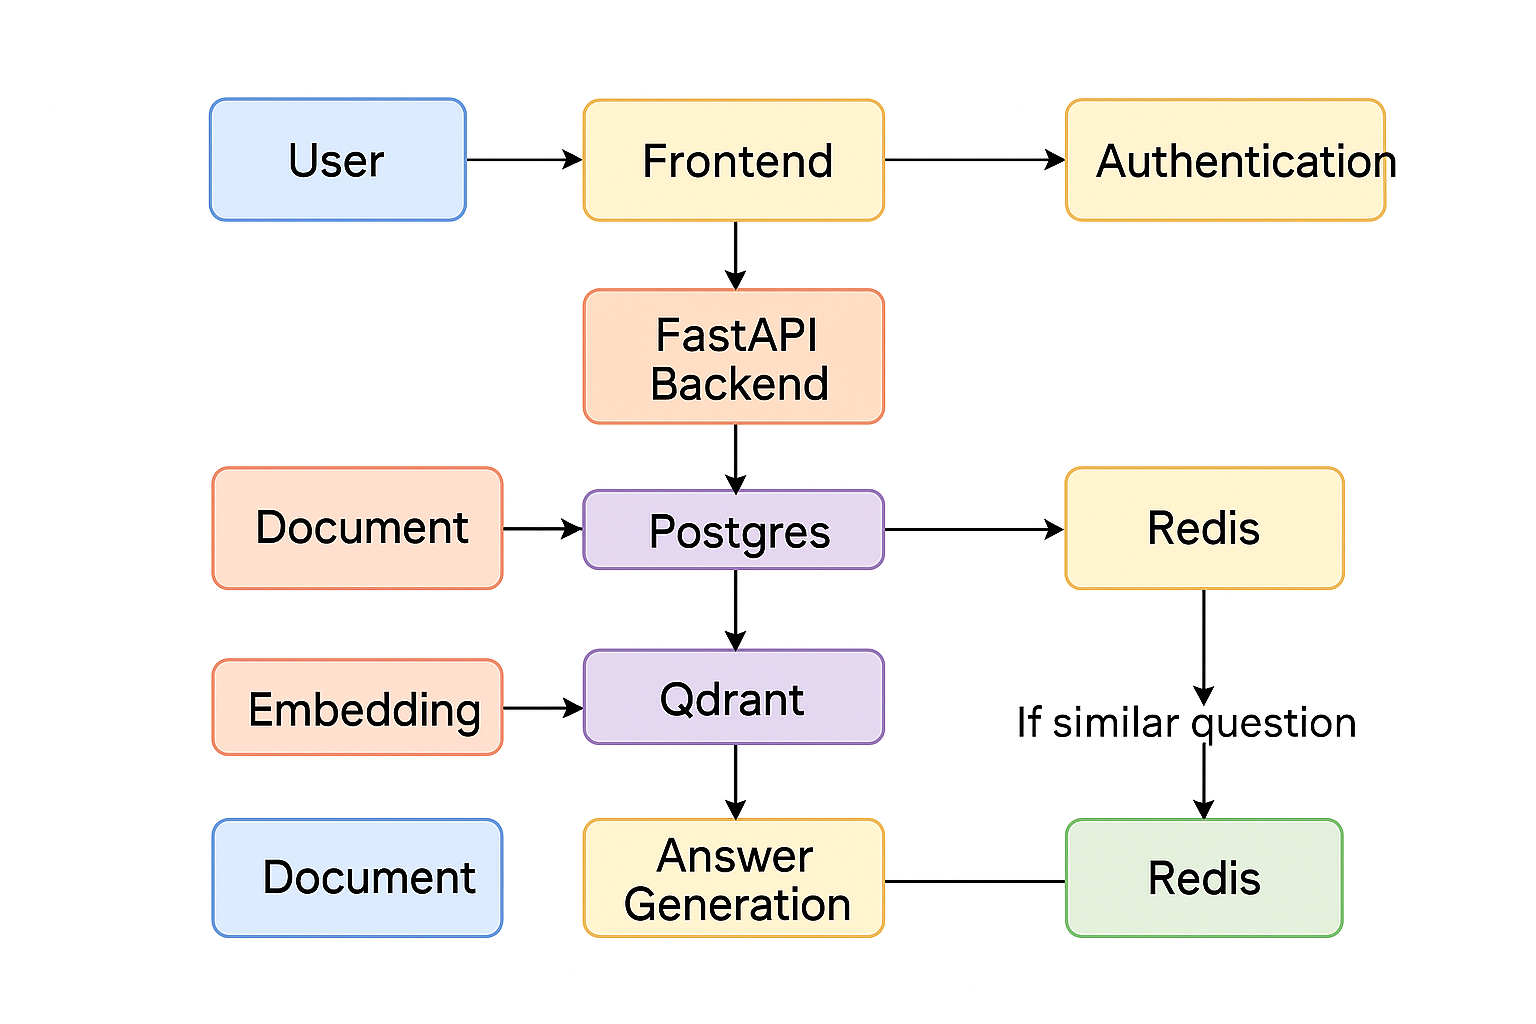 User
Frontend
Authentication
FastAPI
Backend
Document
Postgres
Redis
Embedding
Qdrant
If similar question
Document
Answer
Generation
Redis